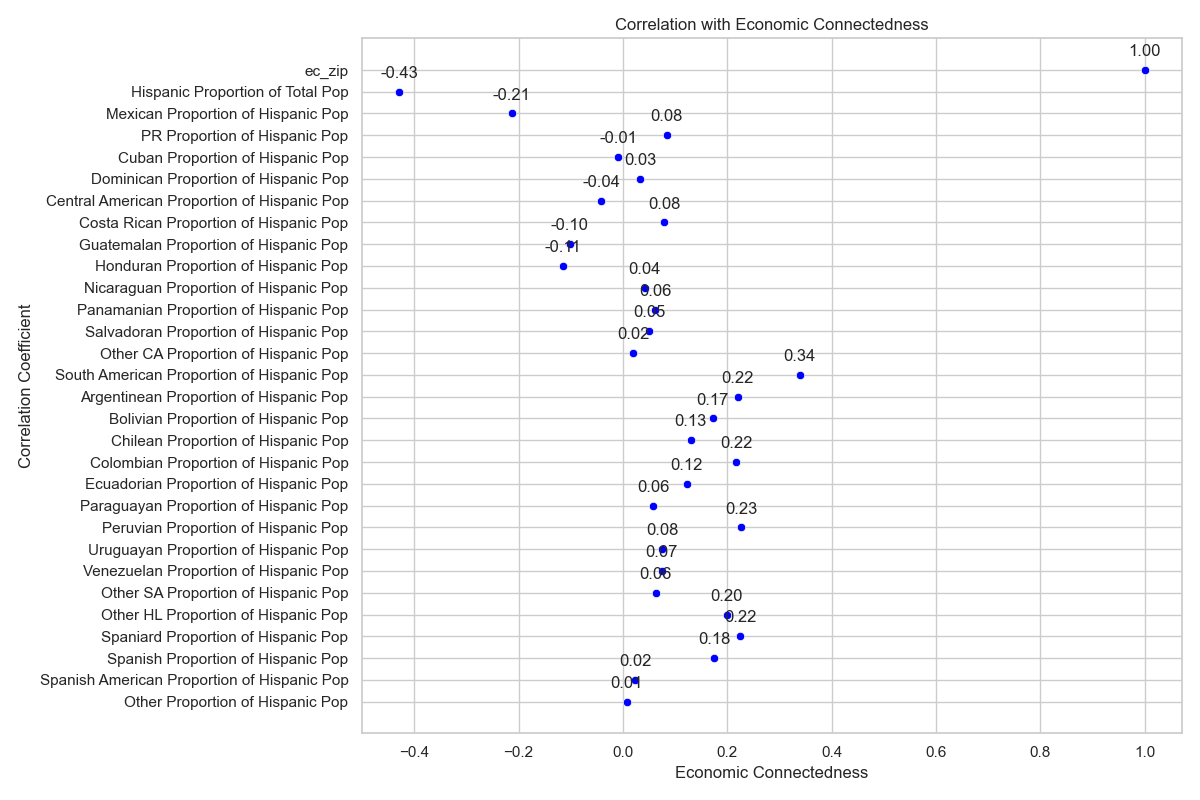 Correlation with Economic Connectedness
1.00
ec_zip
-0.43
Hispanic Proportion of Total Pop
-0.21
Mexican Proportion of Hispanic Pop
0.08
PR Proportion of Hispanic Pop
-0.01
Cuban Proportion of Hispanic Pop
0.03
Dominican Proportion of Hispanic Pop
-0.04
Central American Proportion of Hispanic Pop
0.08
Costa Rican Proportion of Hispanic Pop
-0.10
Guatemalan Proportion of Hispanic Pop
-0.11
Honduran Proportion of Hispanic Pop
0.04
Nicaraguan Proportion of Hispanic Pop
0.06
Panamanian Proportion of Hispanic Pop
0.05
Salvadoran Proportion of Hispanic Pop
0.02
Other CA Proportion of Hispanic Pop
0.34
South American Proportion of Hispanic Pop
0.22
Argentinean Proportion of Hispanic Pop
0.17
Bolivian Proportion of Hispanic Pop
0.13
Chilean Proportion of Hispanic Pop
0.22
Colombian Proportion of Hispanic Pop
0.12
Ecuadorian Proportion of Hispanic Pop
0.06
Paraguayan Proportion of Hispanic Pop
0.23
Peruvian Proportion of Hispanic Pop
0.08
Uruguayan Proportion of Hispanic Pop
0.07
Venezuelan Proportion of Hispanic Pop
0.06
Other SA Proportion of Hispanic Pop
0.20
Other HL Proportion of Hispanic Pop
0.22
Spaniard Proportion of Hispanic Pop
0.18
Spanish Proportion of Hispanic Pop
0.02
Spanish American Proportion of Hispanic Pop
0.01
Other Proportion of Hispanic Pop
Correlation Coefficient
−0.4 −0.2 0.0 0.2 0.4 0.6 0.8 1.0
Economic Connectedness